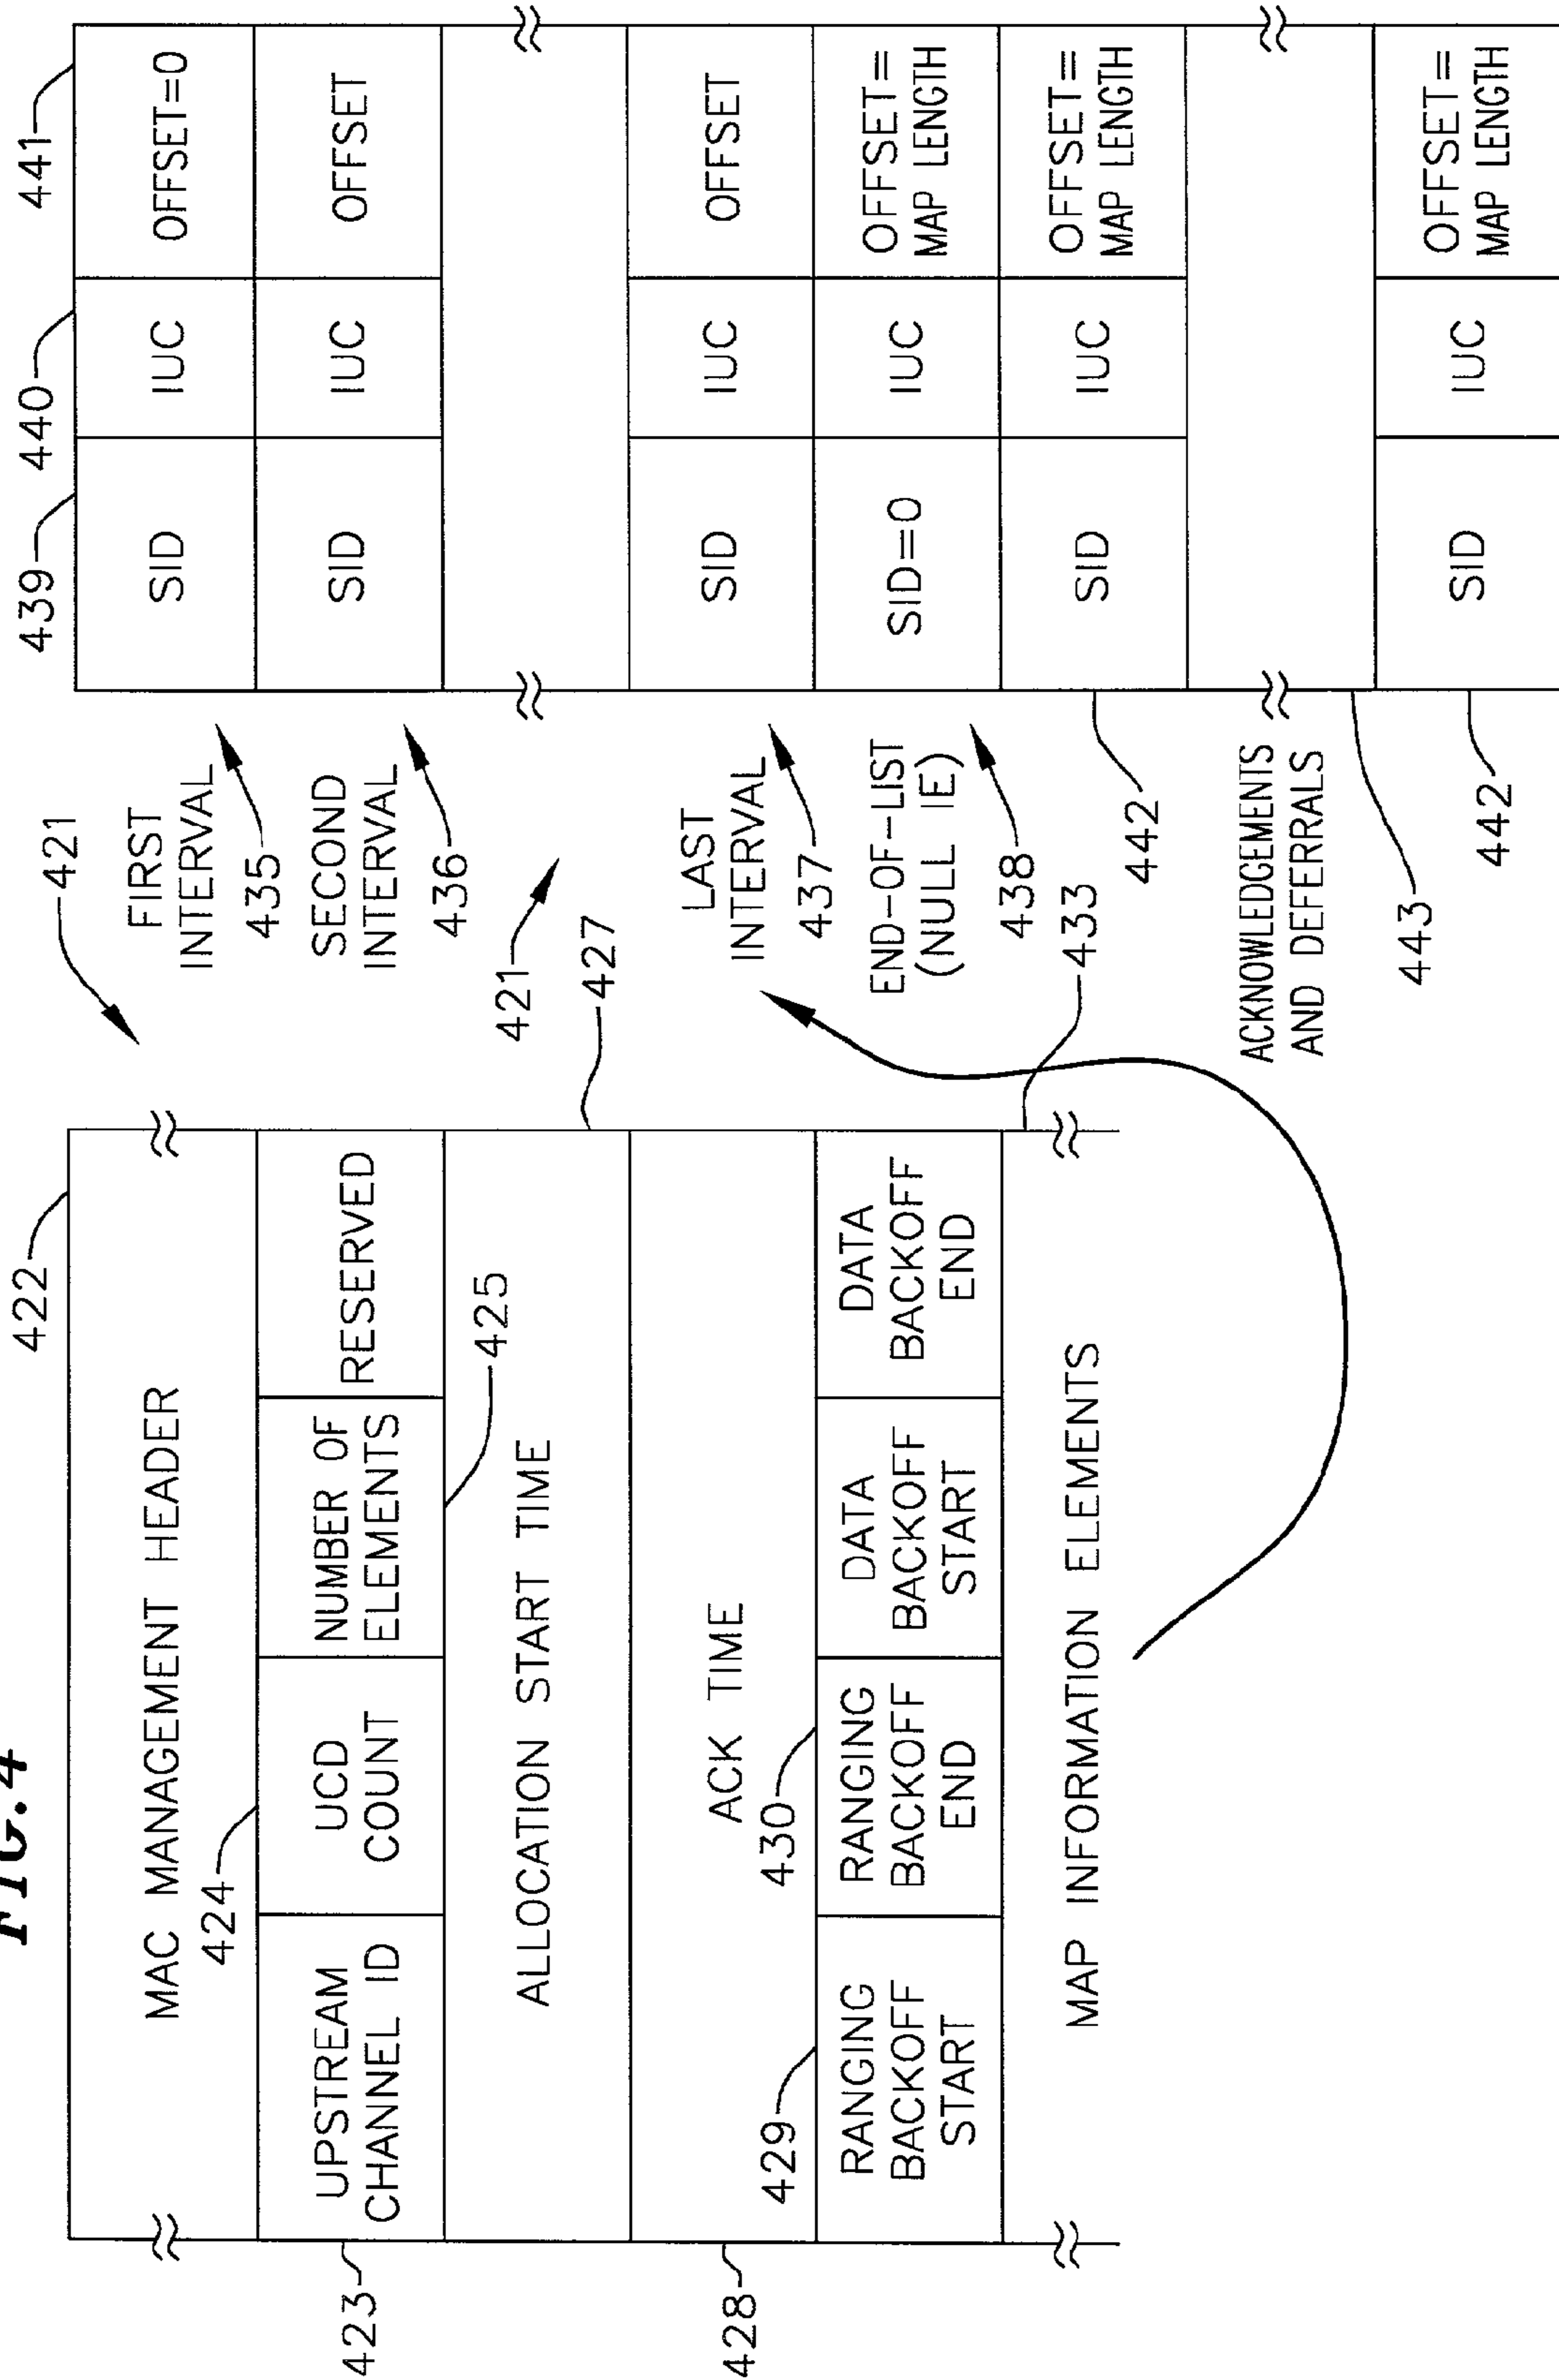 FIG. 4
422
MAC MANAGEMENT HEADER
424
423
UPSTREAM
CHANNEL ID
UCD
COUNT
NUMBER OF
ELEMENTS
RESERVED
425
ALLOCATION START TIME
427
428
ACK TIME
429
430
RANGING
BACKOFF
START
RANGING
BACKOFF
END
DATA
BACKOFF
START
DATA
BACKOFF
END
433
MAP INFORMATION ELEMENTS
421
439
440
441
FIRST
INTERVAL
435
SID
IUC
OFFSET=0
SECOND
INTERVAL
436
SID
IUC
OFFSET
421
LAST
INTERVAL
437
SID
IUC
OFFSET
END-OF-LIST
(NULL IE)
438
SID=0
IUC
OFFSET=
MAP LENGTH
442
SID
IUC
OFFSET=
MAP LENGTH
ACKNOWLEDGEMENTS
AND DEFERRALS
443
442
SID
IUC
OFFSET=
MAP LENGTH